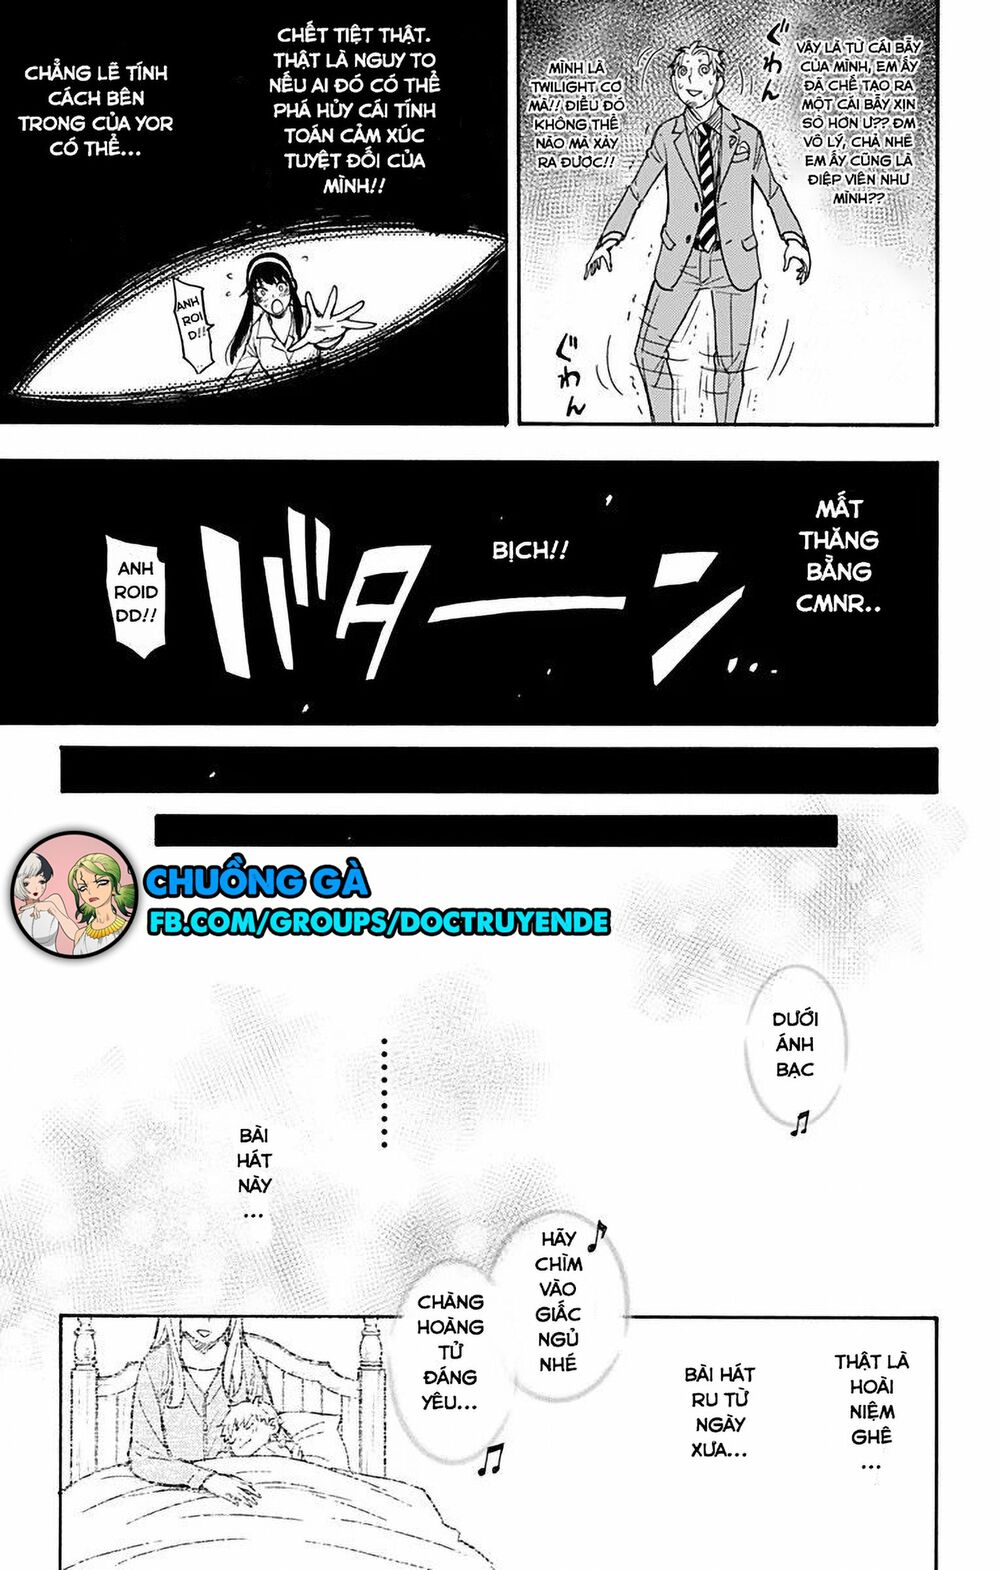 VẬY LÀ TỪ CÁI BẪY
CỦA MÌNH, EM ẤY
ĐÃ CHẾ TẠO RA
MỘT CÁI BẪY XỊN
SÒ HƠN Ư?? ĐM
VÔ LÝ, CHẢ NHẼ
EM ẤY CŨNG LÀ
ĐIỆP VIÊN NHƯ
MÌNH??
ぐわん
MÌNH LÀ
TWILIGHT CƠ
MÀ!! ĐIỀU ĐÓ
KHÔNG THỂ
NÀO MÀ XẢY
RA ĐƯỢC!!
ぐわん
CHẾT TIỆT THẬT.
THẬT LÀ NGUY TO
NẾU AI ĐÓ CÓ THỂ
PHÁ HỦY CÁI TÍNH
TOÁN CẢM XÚC
TUYỆT ĐỐI CỦA
MÌNH!!
CHẲNG LẼ TÍNH
CÁCH BÊN
TRONG CỦA YOR
CÓ THỂ...
ANH
ROI
D!!
...
MẤT
THĂNG
BẰNG
CMNR..
BỊCH!!
バターン...
ANH
ROID
DD!!
CHUỒNG GÀ
FB.COM/GROUPS/DOCTRUYENDE
DƯỚI
ÁNH
BẠC
♫
BÀI
HÁT
NÀY
...
HÃY
CHÌM
VÀO
GIẤC
NGỦ
NHÉ
♪
CHÀNG
HOÀNG
TỬ
ĐÁNG
YÊU...
♫
THẬT LÀ
HOÀI
NIỆM
GHÊ
...
BÀI HÁT
RU TỪ
NGÀY
XƯA...